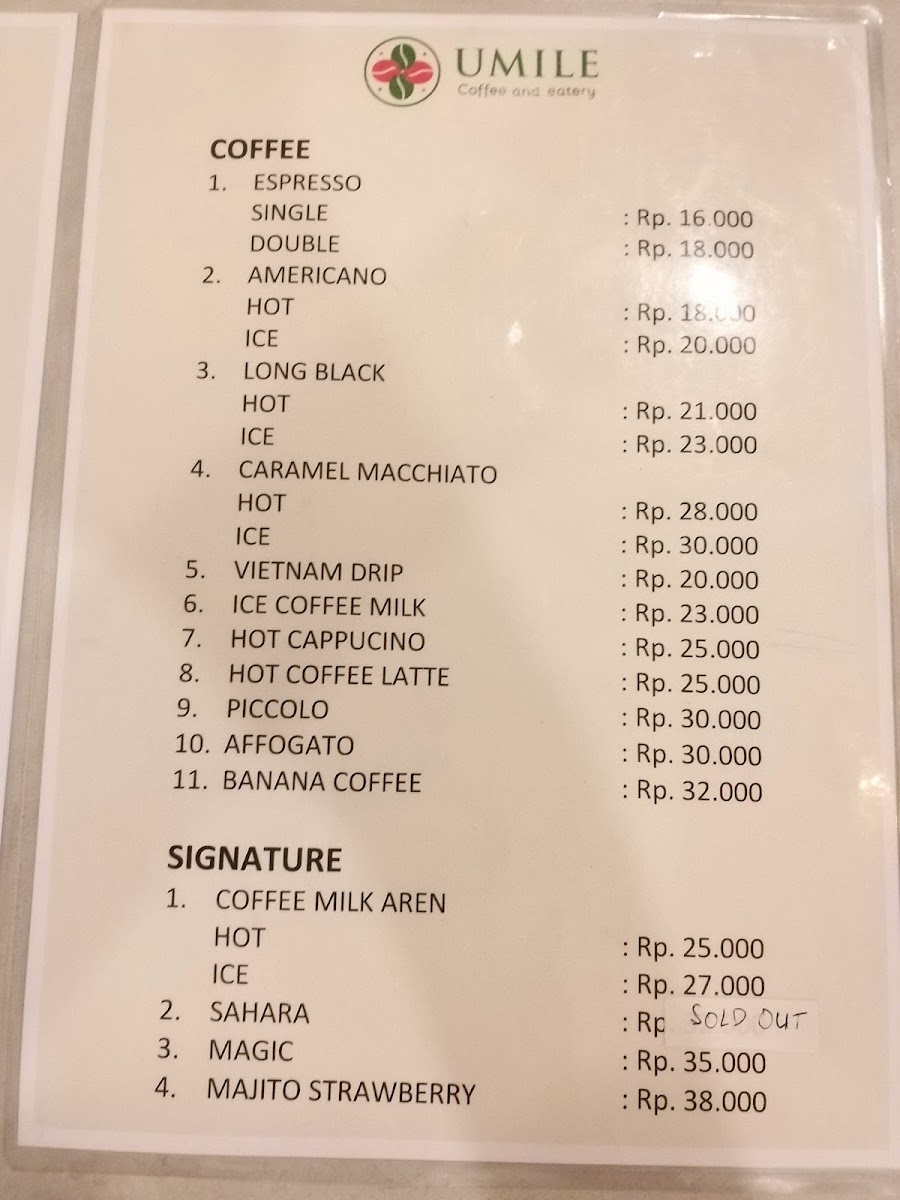 UMILE
Coffee and eatery
COFFEE
1. ESPRESSO
SINGLE : Rp. 16.000
DOUBLE : Rp. 18.000
2. AMERICANO
HOT : Rp. 18.000
ICE : Rp. 20.000
3. LONG BLACK
HOT : Rp. 21.000
ICE : Rp. 23.000
4. CARAMEL MACCHIATO
HOT : Rp. 28.000
ICE : Rp. 30.000
5. VIETNAM DRIP : Rp. 20.000
6. ICE COFFEE MILK : Rp. 23.000
7. HOT CAPPUCINO : Rp. 25.000
8. HOT COFFEE LATTE : Rp. 25.000
9. PICCOLO : Rp. 30.000
10. AFFOGATO : Rp. 30.000
11. BANANA COFFEE : Rp. 32.000
SIGNATURE
1. COFFEE MILK AREN
HOT : Rp. 25.000
ICE : Rp. 27.000
2. SAHARA : Rp SOLD OUT
3. MAGIC : Rp. 35.000
4. MAJITO STRAWBERRY : Rp. 38.000